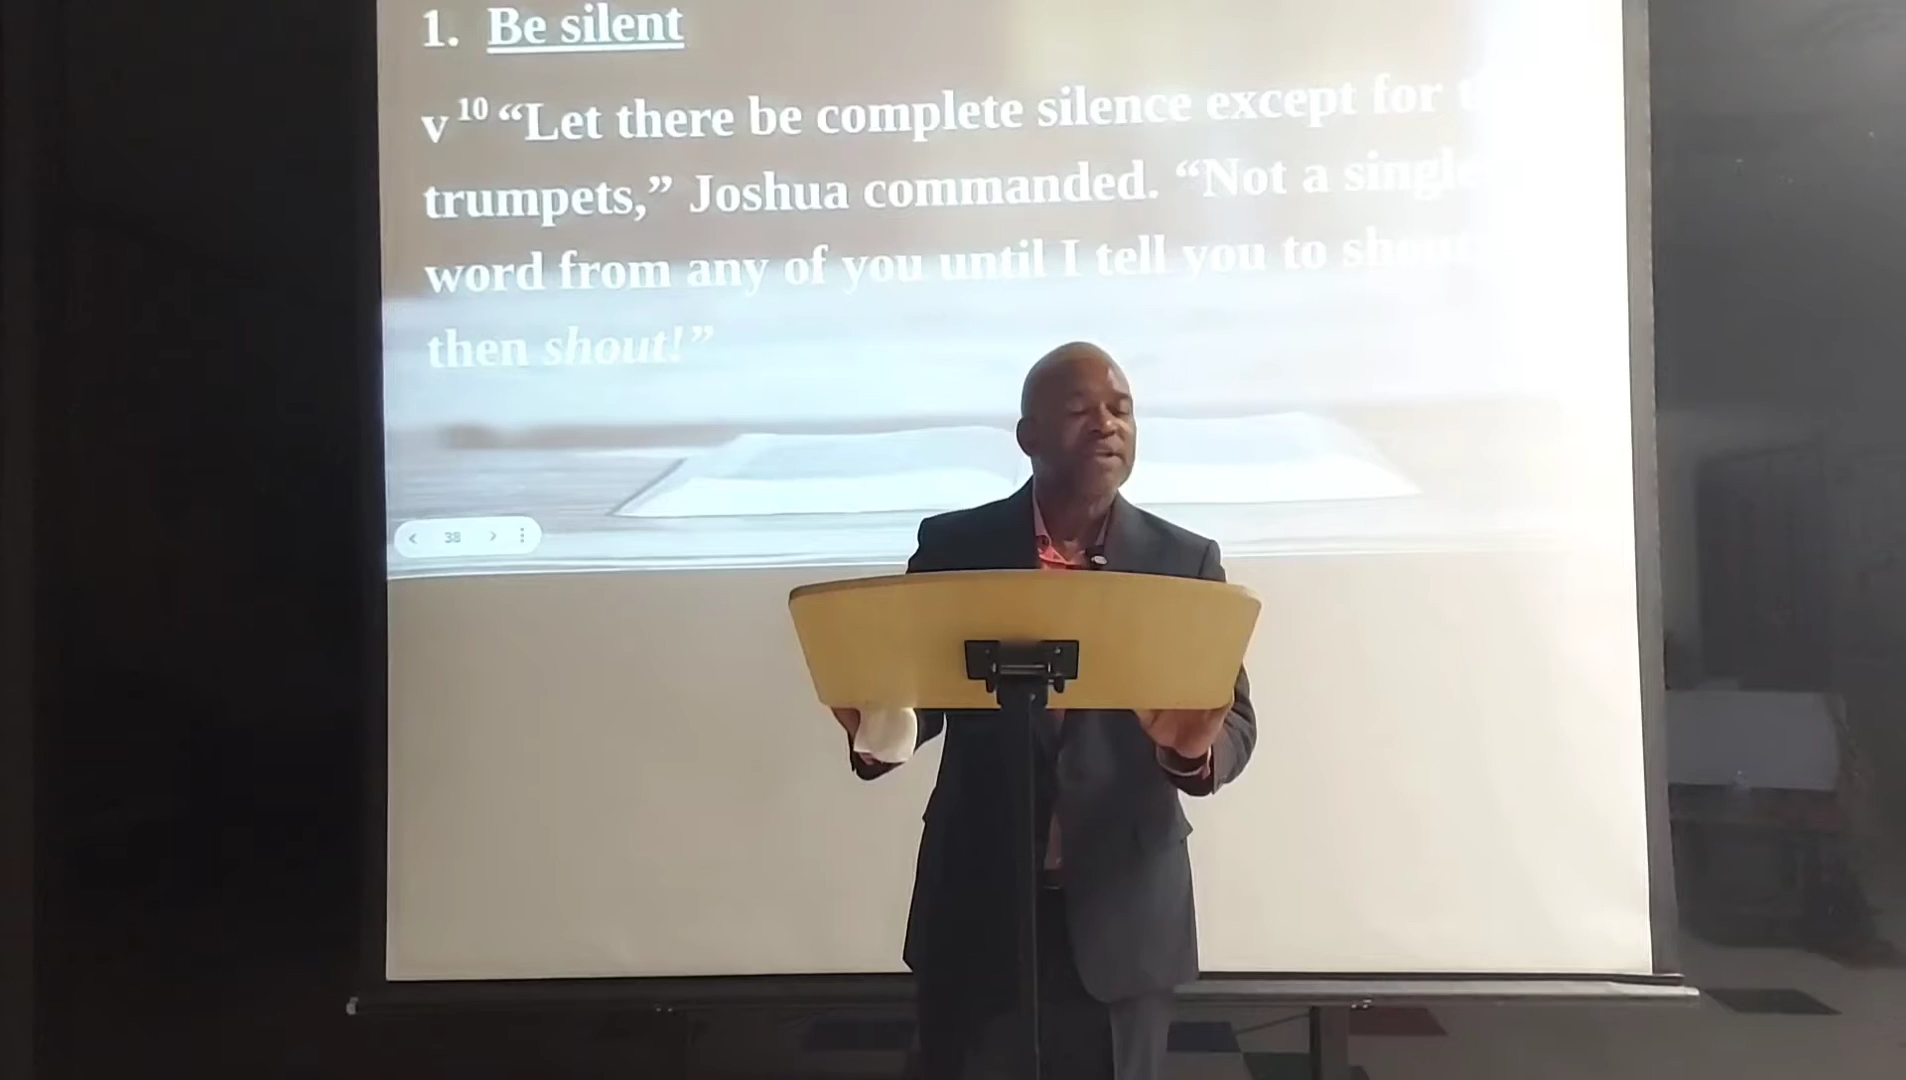 1. Be silent
v 10 “Let there be complete silence except for
trumpets,” Joshua commanded. “Not a single
word from any of you until I tell you to shout;
then shout!”
38